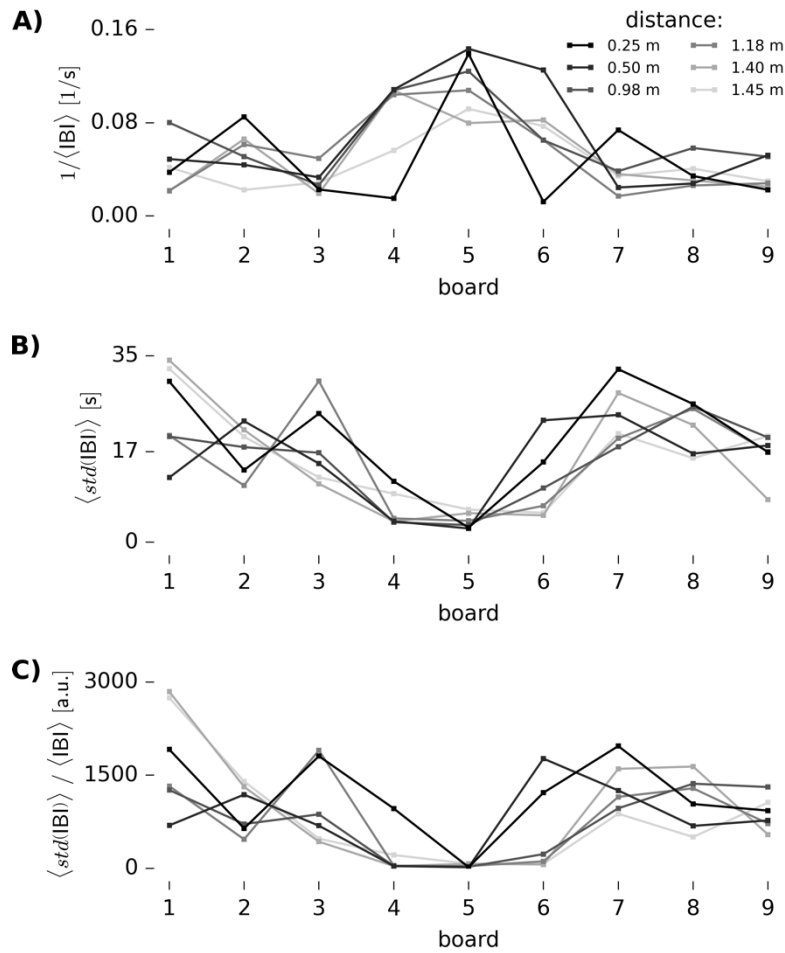 A)
1/⟨IBI⟩ [1/s]
0.16
0.08
0.00
distance:
0.25 m
0.50 m
0.98 m
1.18 m
1.40 m
1.45 m
1 2 3 4 5 6 7 8 9
board
B)
⟨std(IBI)⟩ [s]
35
17
0
1 2 3 4 5 6 7 8 9
board
C)
⟨std(IBI)⟩ / ⟨IBI⟩ [a.u.]
3000
1500
0
1 2 3 4 5 6 7 8 9
board